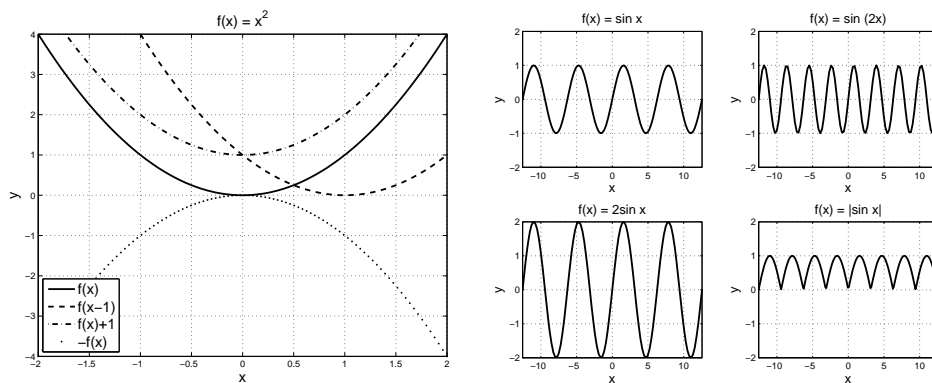 f(x) = x²
4
3
2
1
0
−1
−2
−3
−4
y
f(x)
f(x−1)
f(x)+1
−f(x)
−2 −1.5 −1 −0.5 0 0.5 1 1.5 2
x
f(x) = sin x
2
1
0
−1
−2
y
−10 −5 0 5 10
x
f(x) = sin (2x)
2
1
0
−1
−2
y
−10 −5 0 5 10
x
f(x) = 2sin x
2
1
0
−1
−2
y
−10 −5 0 5 10
x
f(x) = |sin x|
2
1
0
−1
−2
y
−10 −5 0 5 10
x